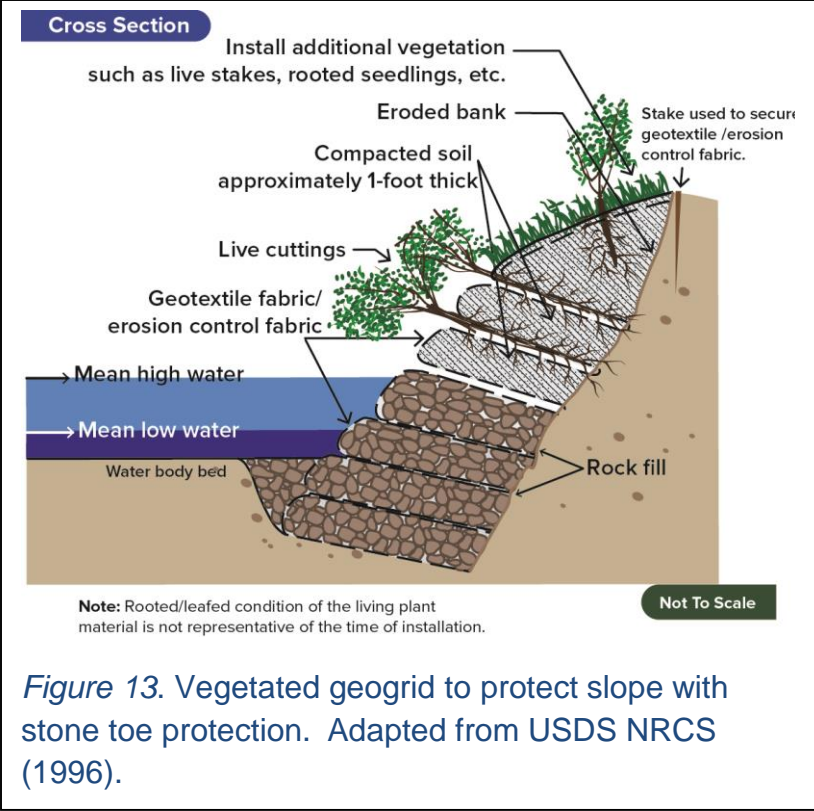 Cross Section
Install additional vegetation
such as live stakes, rooted seedlings, etc.
Eroded bank
Stake used to secure
geotextile /erosion
control fabric.
Compacted soil
approximately 1-foot thick
Live cuttings
Geotextile fabric/
erosion control fabric
Mean high water
Mean low water
Water body bed
Rock fill
Note: Rooted/leafed condition of the living plant
material is not representative of the time of installation.
Not To Scale
Figure 13. Vegetated geogrid to protect slope with
stone toe protection. Adapted from USDS NRCS
(1996).